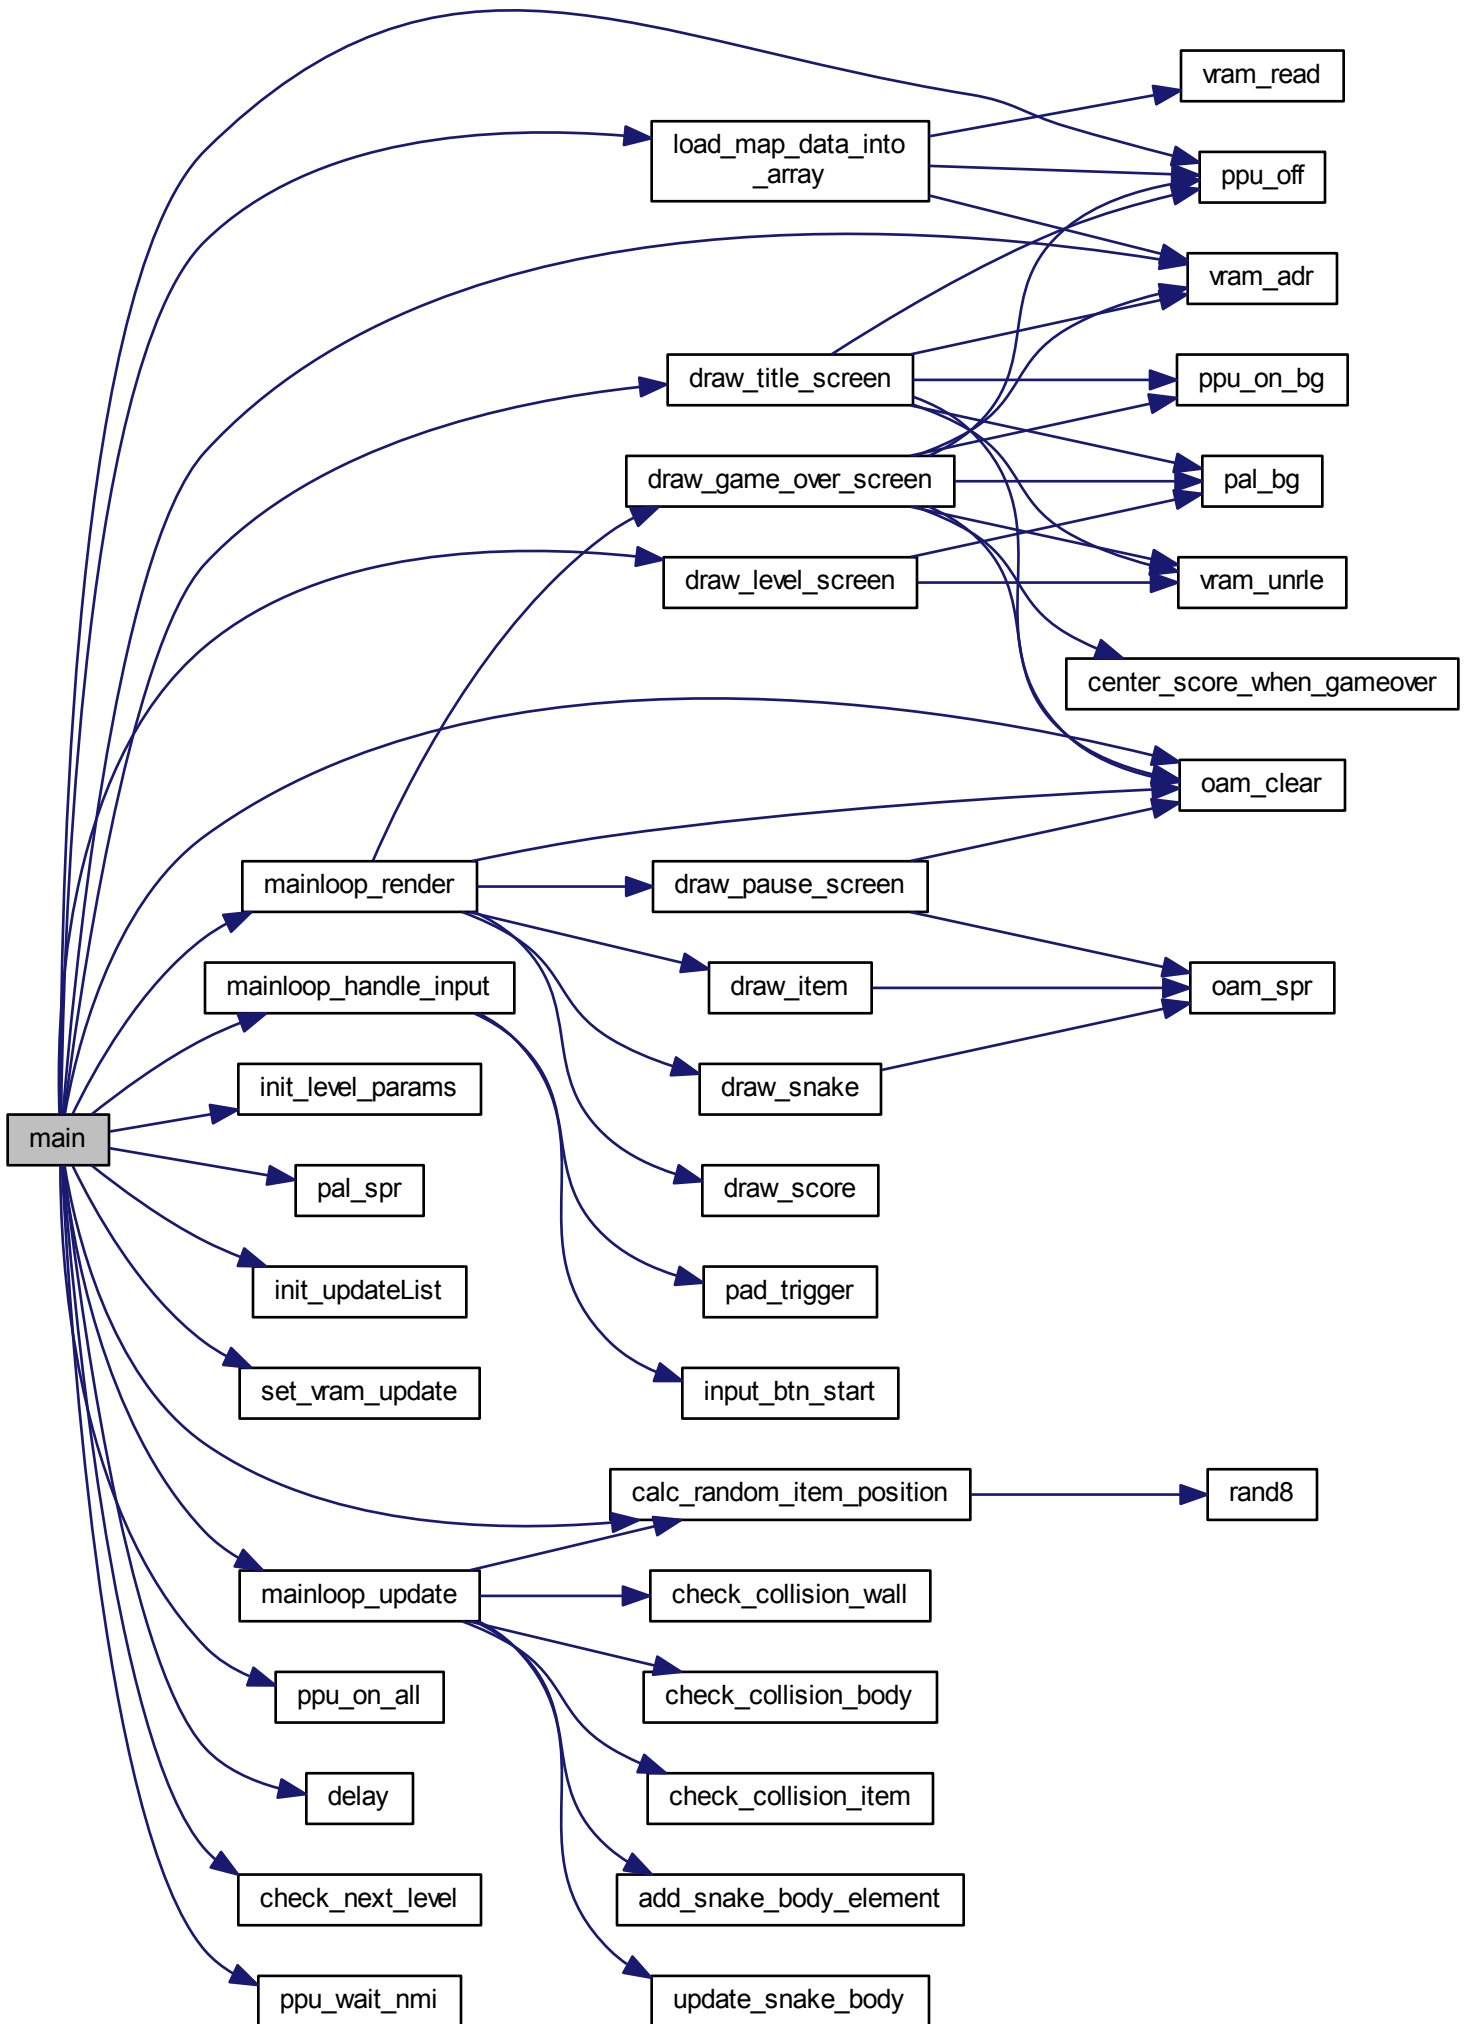 vram_read
load_map_data_into
_array
ppu_off
vram_adr
draw_title_screen
ppu_on_bg
draw_game_over_screen
pal_bg
draw_level_screen
vram_unrle
center_score_when_gameover
oam_clear
mainloop_render
draw_pause_screen
mainloop_handle_input
draw_item
oam_spr
init_level_params
draw_snake
main
pal_spr
draw_score
init_updateList
pad_trigger
set_vram_update
input_btn_start
calc_random_item_position
rand8
mainloop_update
check_collision_wall
ppu_on_all
check_collision_body
delay
check_collision_item
check_next_level
add_snake_body_element
ppu_wait_nmi
update_snake_body